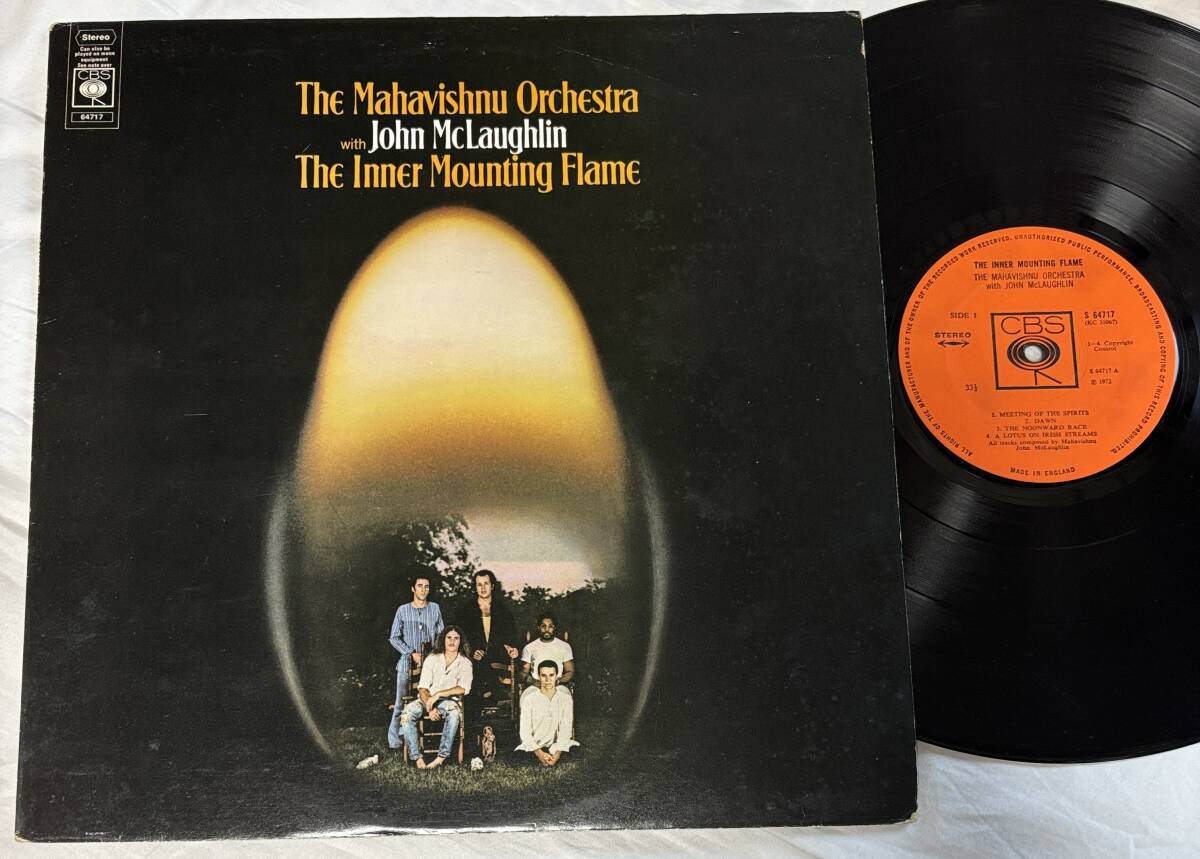 Stereo
Can also be
played on mono
equipment
See note over
CBS
64717
The Mahavishnu Orchestra
with John McLaughlin
The Inner Mounting Flame
ALL RIGHTS OF THE MANUFACTURER AND OF THE OWNER OF THE RECORDED WORK RESERVED. UNAUTHORIZED PUBLIC PERFORMANCE, BROADCASTING AND COPYING OF THIS RECORD PROHIBITED.
THE INNER MOUNTING FLAME
THE MAHAVISHNU ORCHESTRA
with JOHN McLAUGHLIN
SIDE 1
STEREO
33⅓
CBS
S 64717
(KC 31067)
1—4. Copyright
Control
S 64717 A
℗ 1972
1. MEETING OF THE SPIRITS
2. DAWN
3. THE NOONWARD RACE
4. A LOTUS ON IRISH STREAMS
All tracks composed by Mahavishnu
John McLaughlin
MADE IN ENGLAND